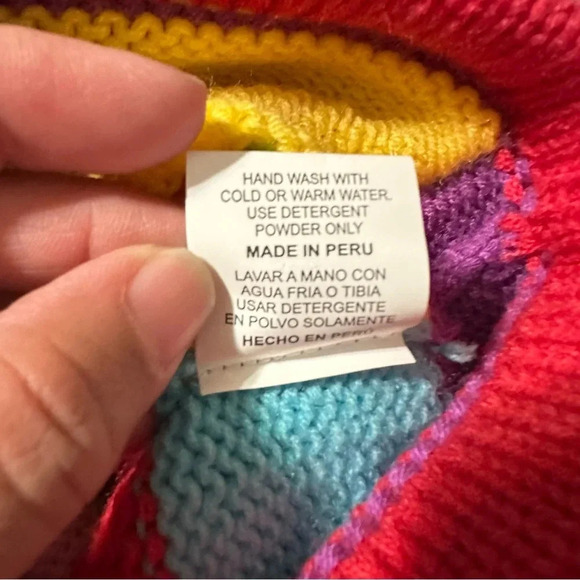 HAND WASH WITH
COLD OR WARM WATER.
USE DETERGENT
POWDER ONLY
MADE IN PERU
LAVAR A MANO CON
AGUA FRIA O TIBIA
USAR DETERGENTE
EN POLVO SOLAMENTE
HECHO EN PERU